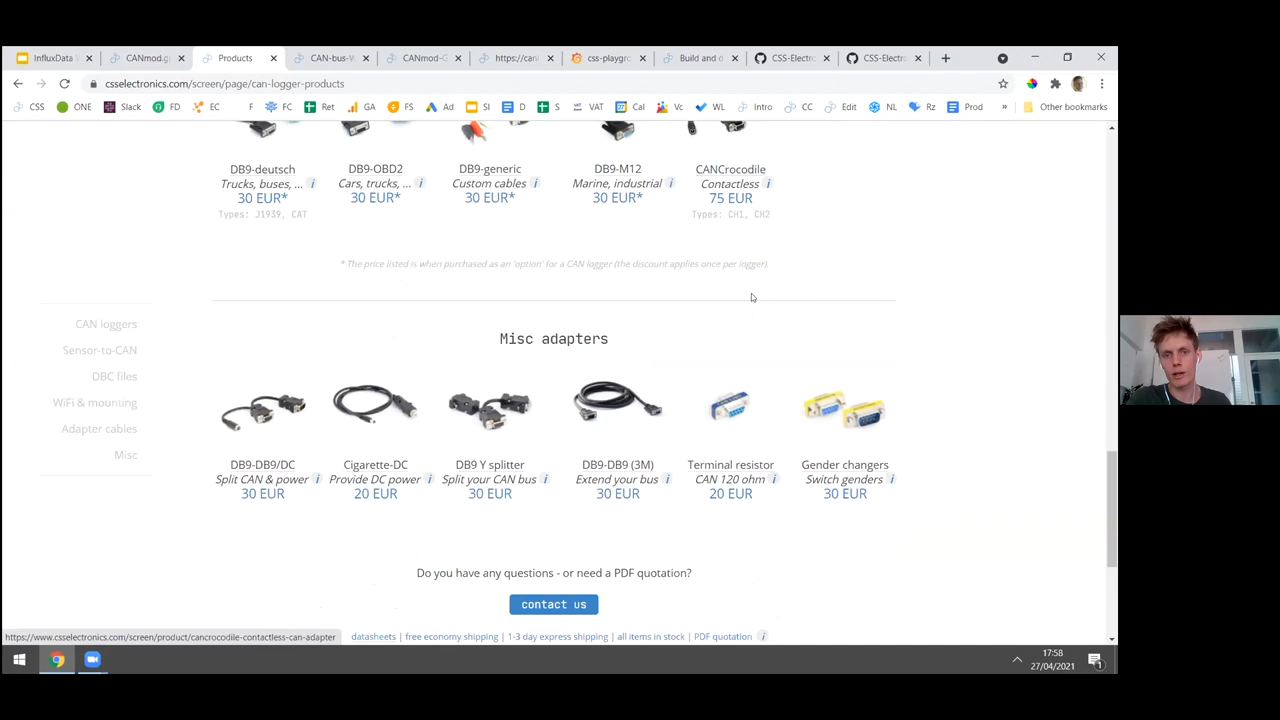 InfluxData W
CANmod.g
Products
CAN-bus-W
CANmod-G
https://can
css-playgro
Build and o
CSS-Electro
CSS-Electro
csselectronics.com/screen/page/can-logger-products
CSS ONE Slack FD EC F FC Ret GA FS Ad SI D S VAT Cal Vc WL Intro CC Edit NL Rz Prod » Other bookmarks
DB9-deutsch
Trucks, buses, ... i
30 EUR*
Types: J1939, CAT
DB9-OBD2
Cars, trucks, ... i
30 EUR*
DB9-generic
Custom cables i
30 EUR*
DB9-M12
Marine, industrial i
30 EUR*
CANCrocodile
Contactless i
75 EUR
Types: CH1, CH2
* The price listed is when purchased as an 'option' for a CAN logger (the discount applies once per logger).
CAN loggers
Sensor-to-CAN
DBC files
WiFi & mounting
Adapter cables
Misc
Misc adapters
DB9-DB9/DC
Split CAN & power i
30 EUR
Cigarette-DC
Provide DC power i
20 EUR
DB9 Y splitter
Split your CAN bus i
30 EUR
DB9-DB9 (3M)
Extend your bus i
30 EUR
Terminal resistor
CAN 120 ohm i
20 EUR
Gender changers
Switch genders i
30 EUR
Do you have any questions - or need a PDF quotation?
contact us
datasheets | free economy shipping | 1-3 day express shipping | all items in stock | PDF quotation i
https://www.csselectronics.com/screen/product/cancrocodile-contactless-can-adapter
17:58
27/04/2021
1